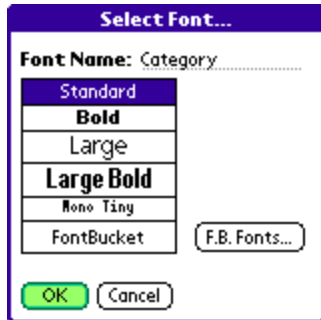 Select Font...
Font Name: Category
Standard
Bold
Large
Large Bold
Mono Tiny
FontBucket F.B. Fonts...
OK Cancel